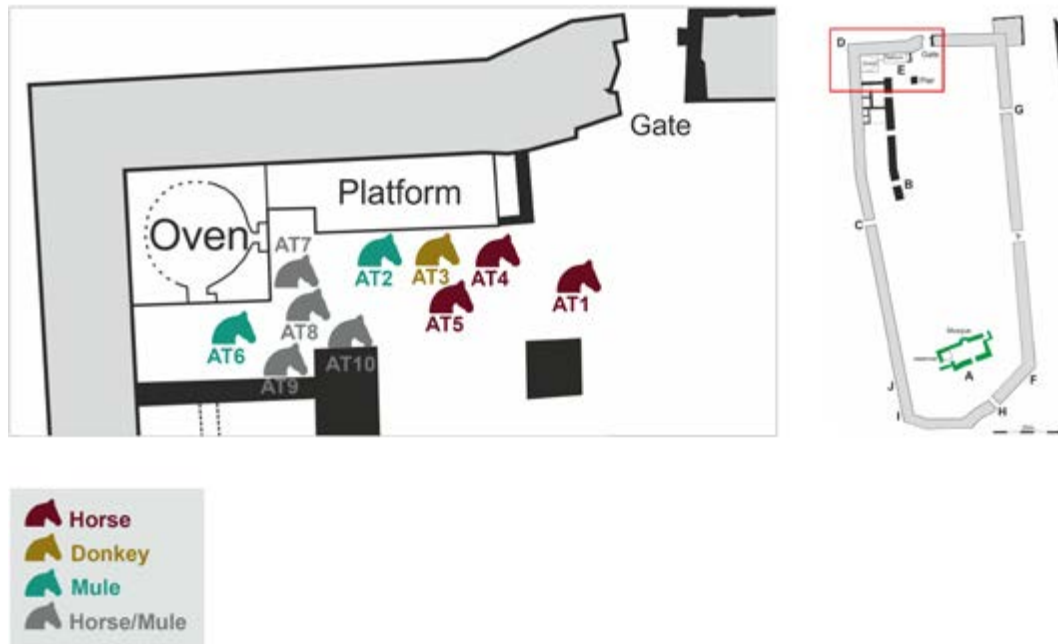 Gate
Platform
Oven
AT7
AT2
AT3
AT4
AT1
AT5
AT8
AT6
AT10
AT9
D
Gate
E
Pier
G
B
C
Mosque
A
F
J
H
I
Horse
Donkey
Mule
Horse/Mule